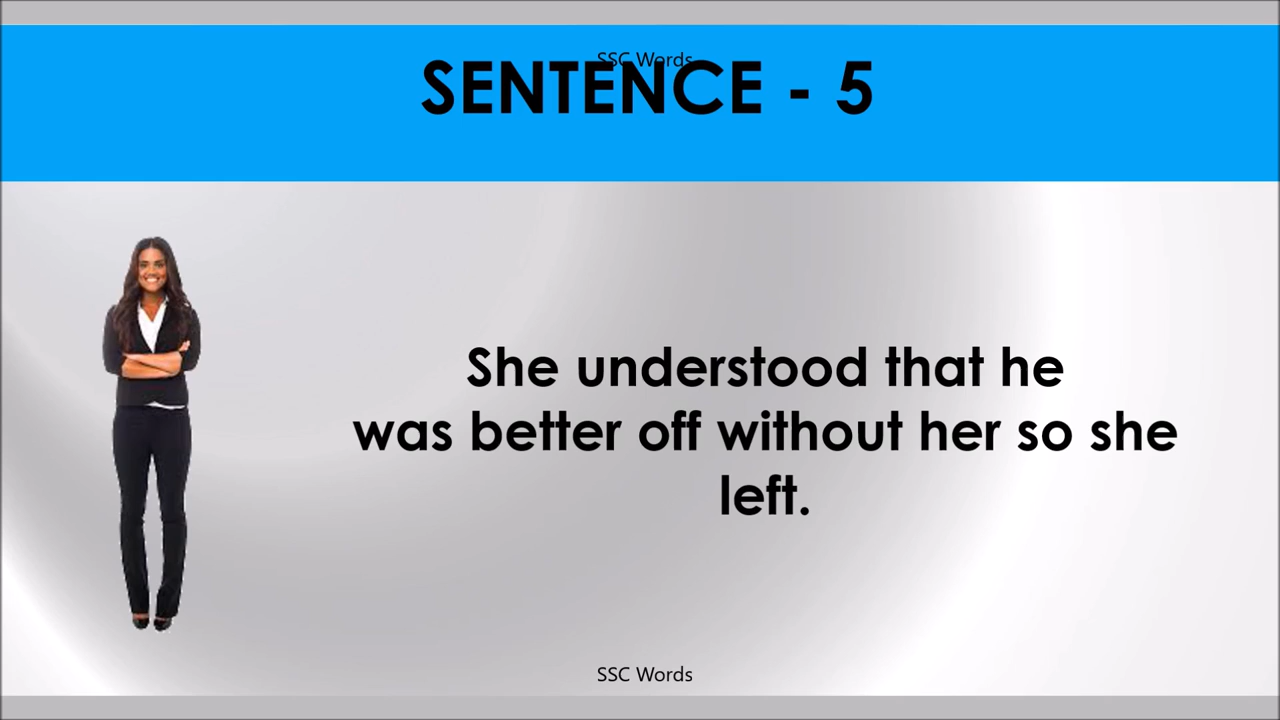 SSC Words
SENTENCE - 5
She understood that he
was better off without her so she
left.
SSC Words